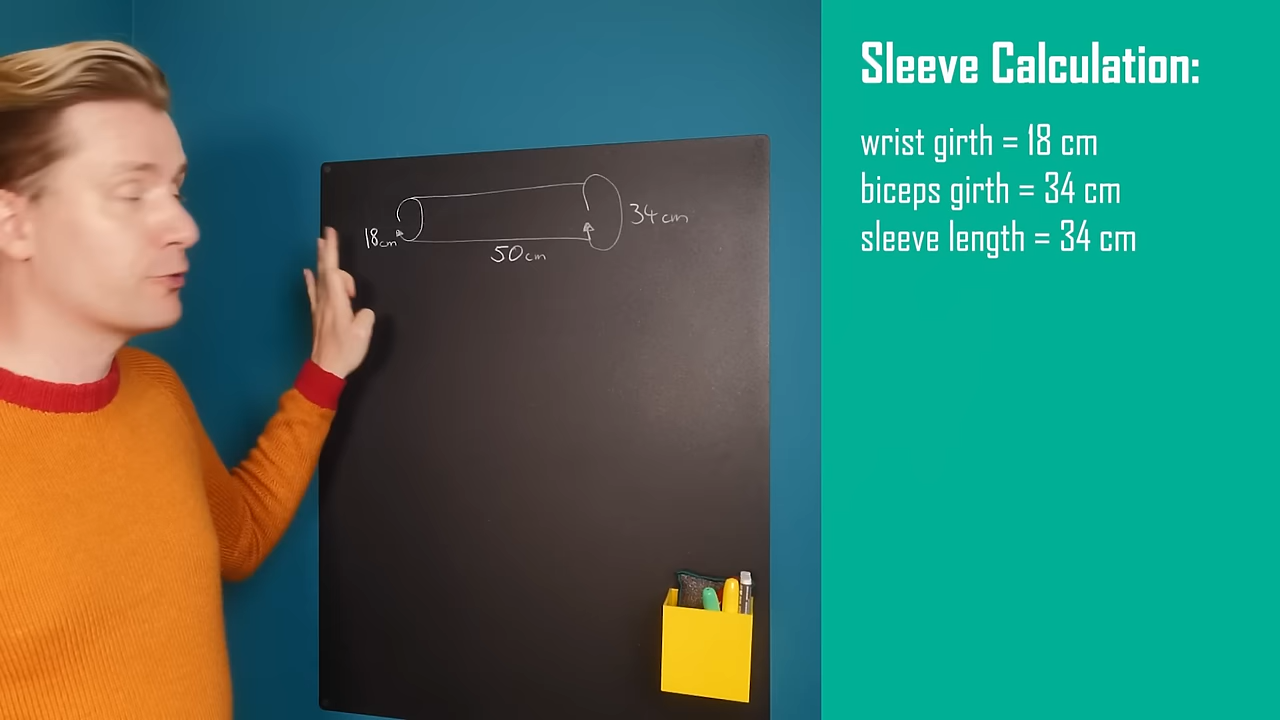 18cm
50cm
34cm
Sleeve Calculation:
wrist girth = 18 cm
biceps girth = 34 cm
sleeve length = 34 cm